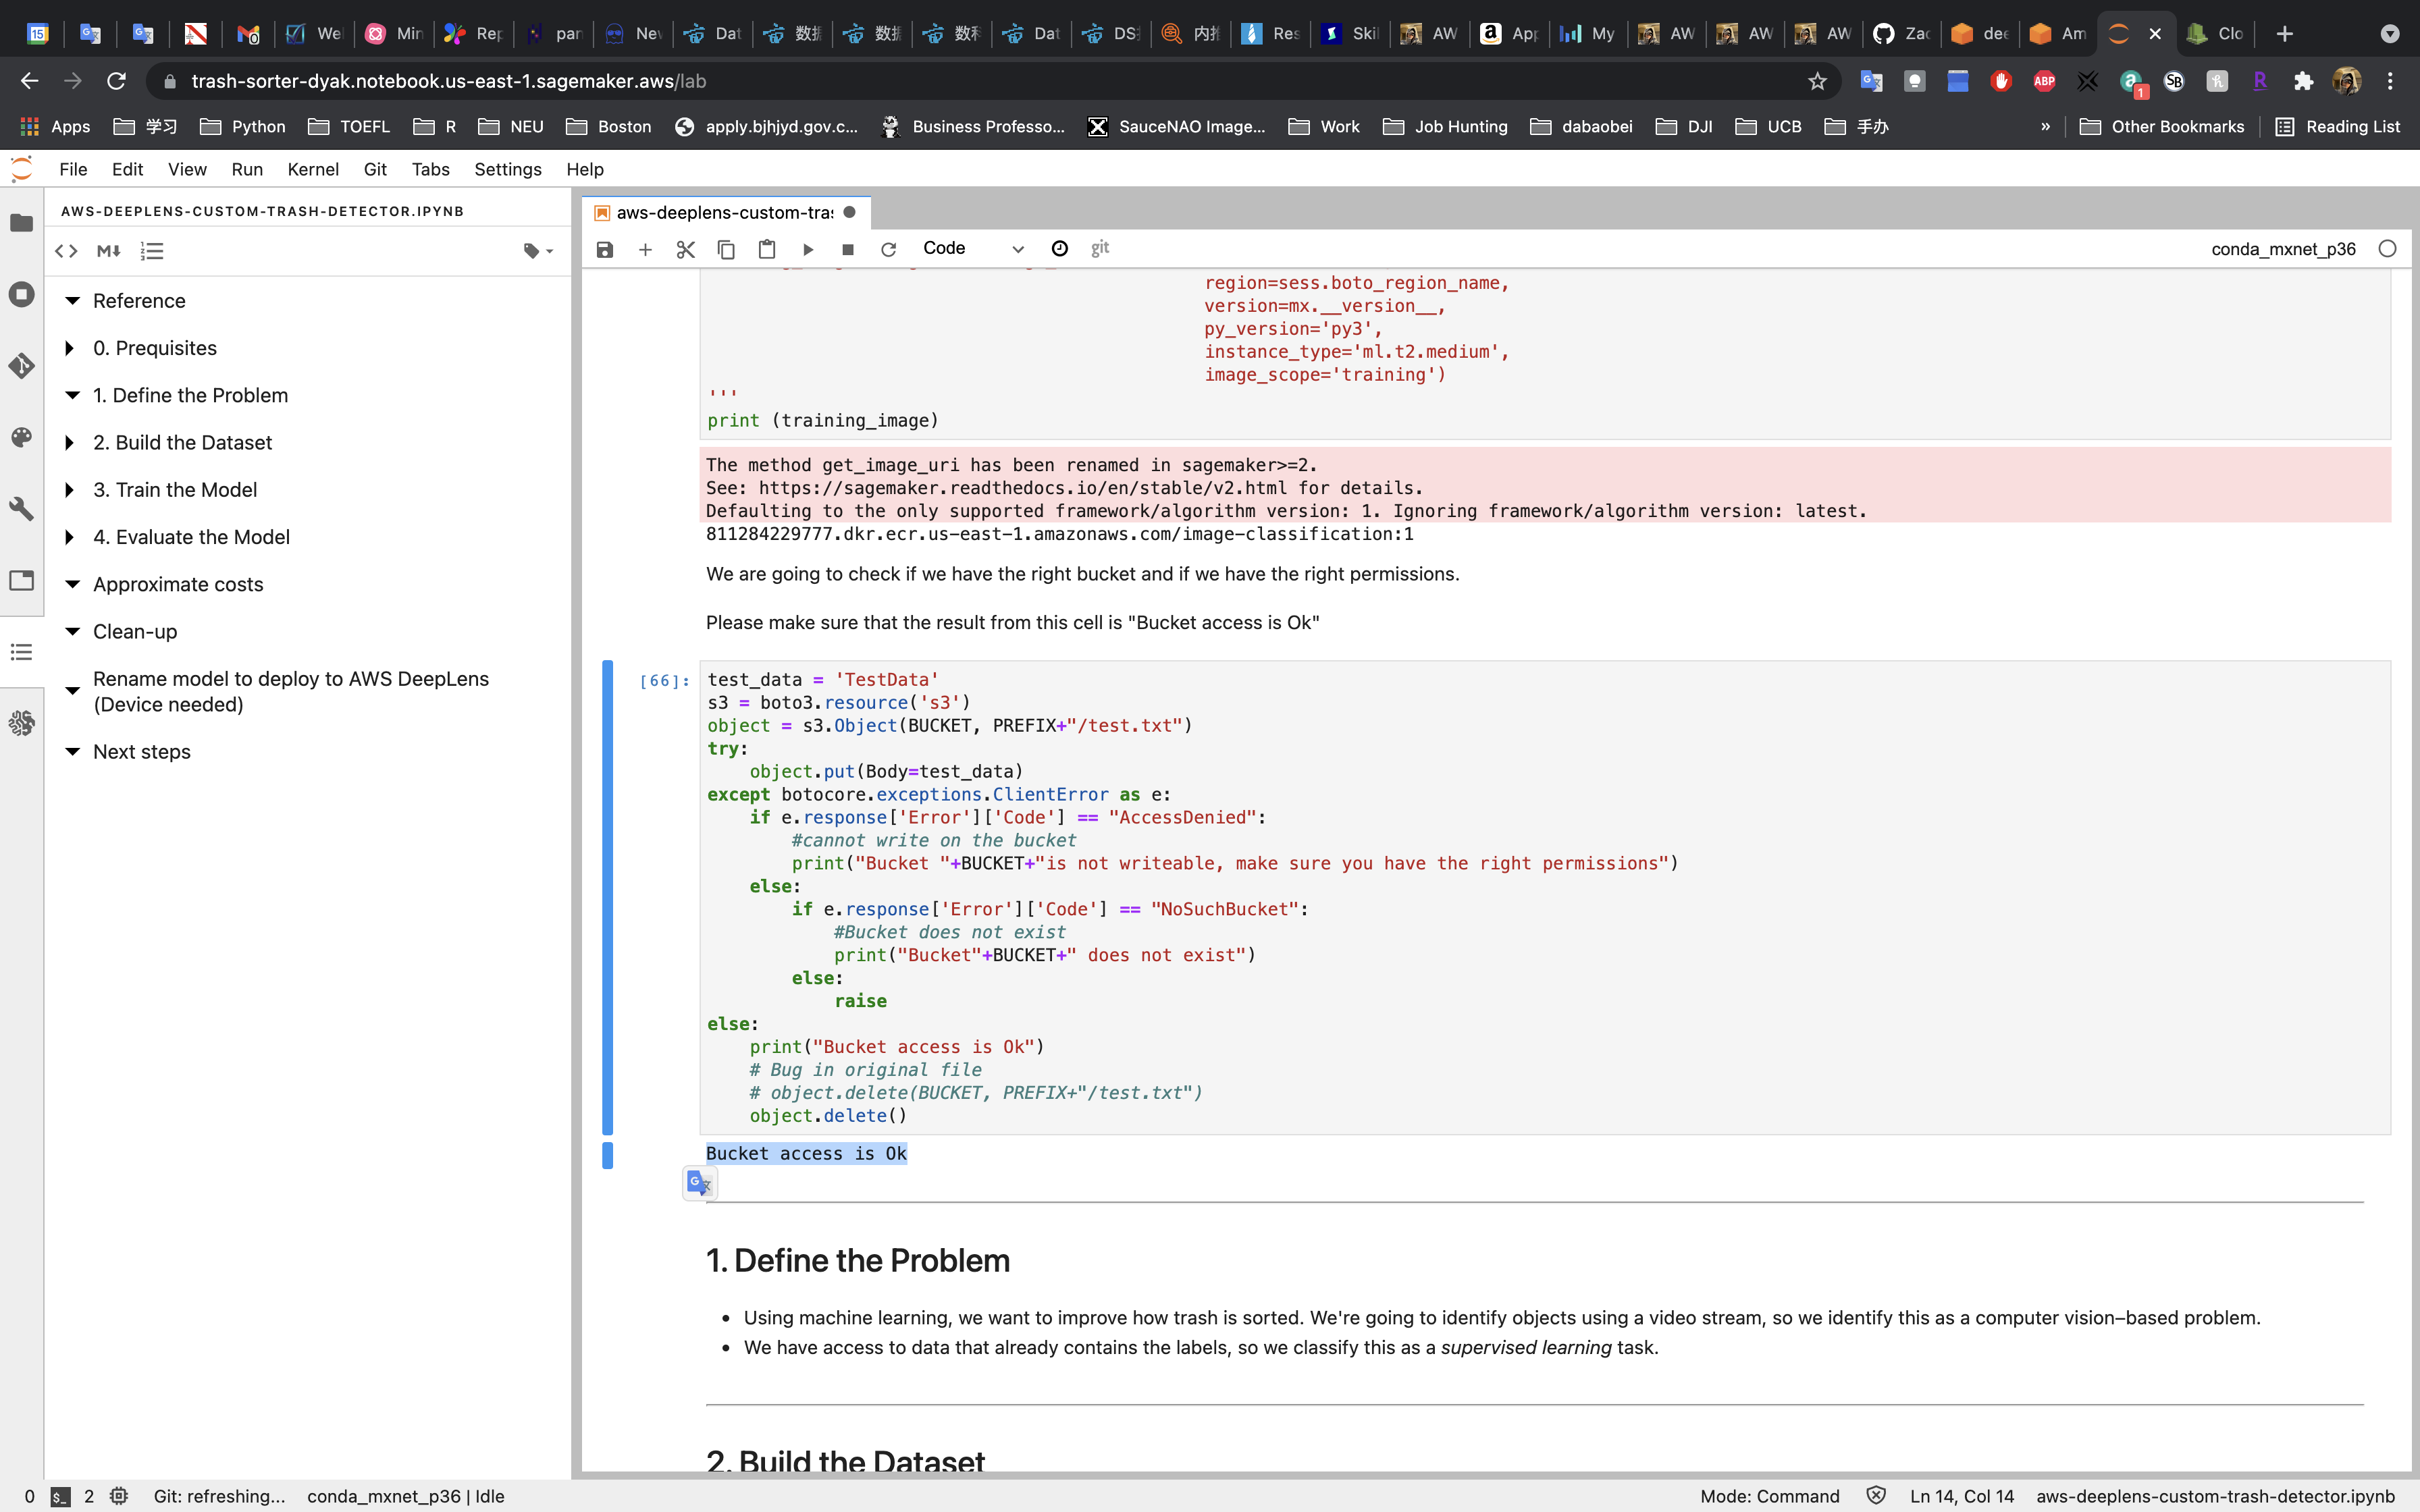 15
0
We
Min
Rep
pan
Nev
Dat
Dat
DS
内推
Res
Skil
AW
App
My
AW
AW
AW
Zac
dee
Am
Clo
trash-sorter-dyak.notebook.us-east-1.sagemaker.aws/lab
ABP
1
SB
R
Apps
学习
Python
TOEFL
R
NEU
Boston
apply.bjhjyd.gov.c...
Business Professo...
SauceNAO Image...
Work
Job Hunting
dabaobei
DJI
UCB
手办
»
Other Bookmarks
Reading List
File Edit View Run Kernel Git Tabs Settings Help
AWS-DEEPLENS-CUSTOM-TRASH-DETECTOR.IPYNB
Reference
0. Prequisites
1. Define the Problem
2. Build the Dataset
3. Train the Model
4. Evaluate the Model
Approximate costs
Clean-up
Rename model to deploy to AWS DeepLens
(Device needed)
Next steps
aws-deeplens-custom-tras
Code
git
conda_mxnet_p36
region=sess.boto_region_name,
version=mx.__version__,
py_version='py3',
instance_type='ml.t2.medium',
image_scope='training')
'''
print (training_image)
The method get_image_uri has been renamed in sagemaker>=2.
See: https://sagemaker.readthedocs.io/en/stable/v2.html for details.
Defaulting to the only supported framework/algorithm version: 1. Ignoring framework/algorithm version: latest.
811284229777.dkr.ecr.us-east-1.amazonaws.com/image-classification:1
We are going to check if we have the right bucket and if we have the right permissions.
Please make sure that the result from this cell is "Bucket access is Ok"
[66]:
test_data = 'TestData'
s3 = boto3.resource('s3')
object = s3.Object(BUCKET, PREFIX+"/test.txt")
try:
    object.put(Body=test_data)
except botocore.exceptions.ClientError as e:
    if e.response['Error']['Code'] == "AccessDenied":
        #cannot write on the bucket
        print("Bucket "+BUCKET+"is not writeable, make sure you have the right permissions")
    else:
        if e.response['Error']['Code'] == "NoSuchBucket":
            #Bucket does not exist
            print("Bucket"+BUCKET+" does not exist")
        else:
            raise
else:
    print("Bucket access is Ok")
    # Bug in original file
    # object.delete(BUCKET, PREFIX+"/test.txt")
    object.delete()
Bucket access is Ok
1. Define the Problem
• Using machine learning, we want to improve how trash is sorted. We're going to identify objects using a video stream, so we identify this as a computer vision–based problem.
• We have access to data that already contains the labels, so we classify this as a supervised learning task.
2. Build the Dataset
0
2
Git: refreshing...
conda_mxnet_p36 | Idle
Mode: Command
Ln 14, Col 14
aws-deeplens-custom-trash-detector.ipynb